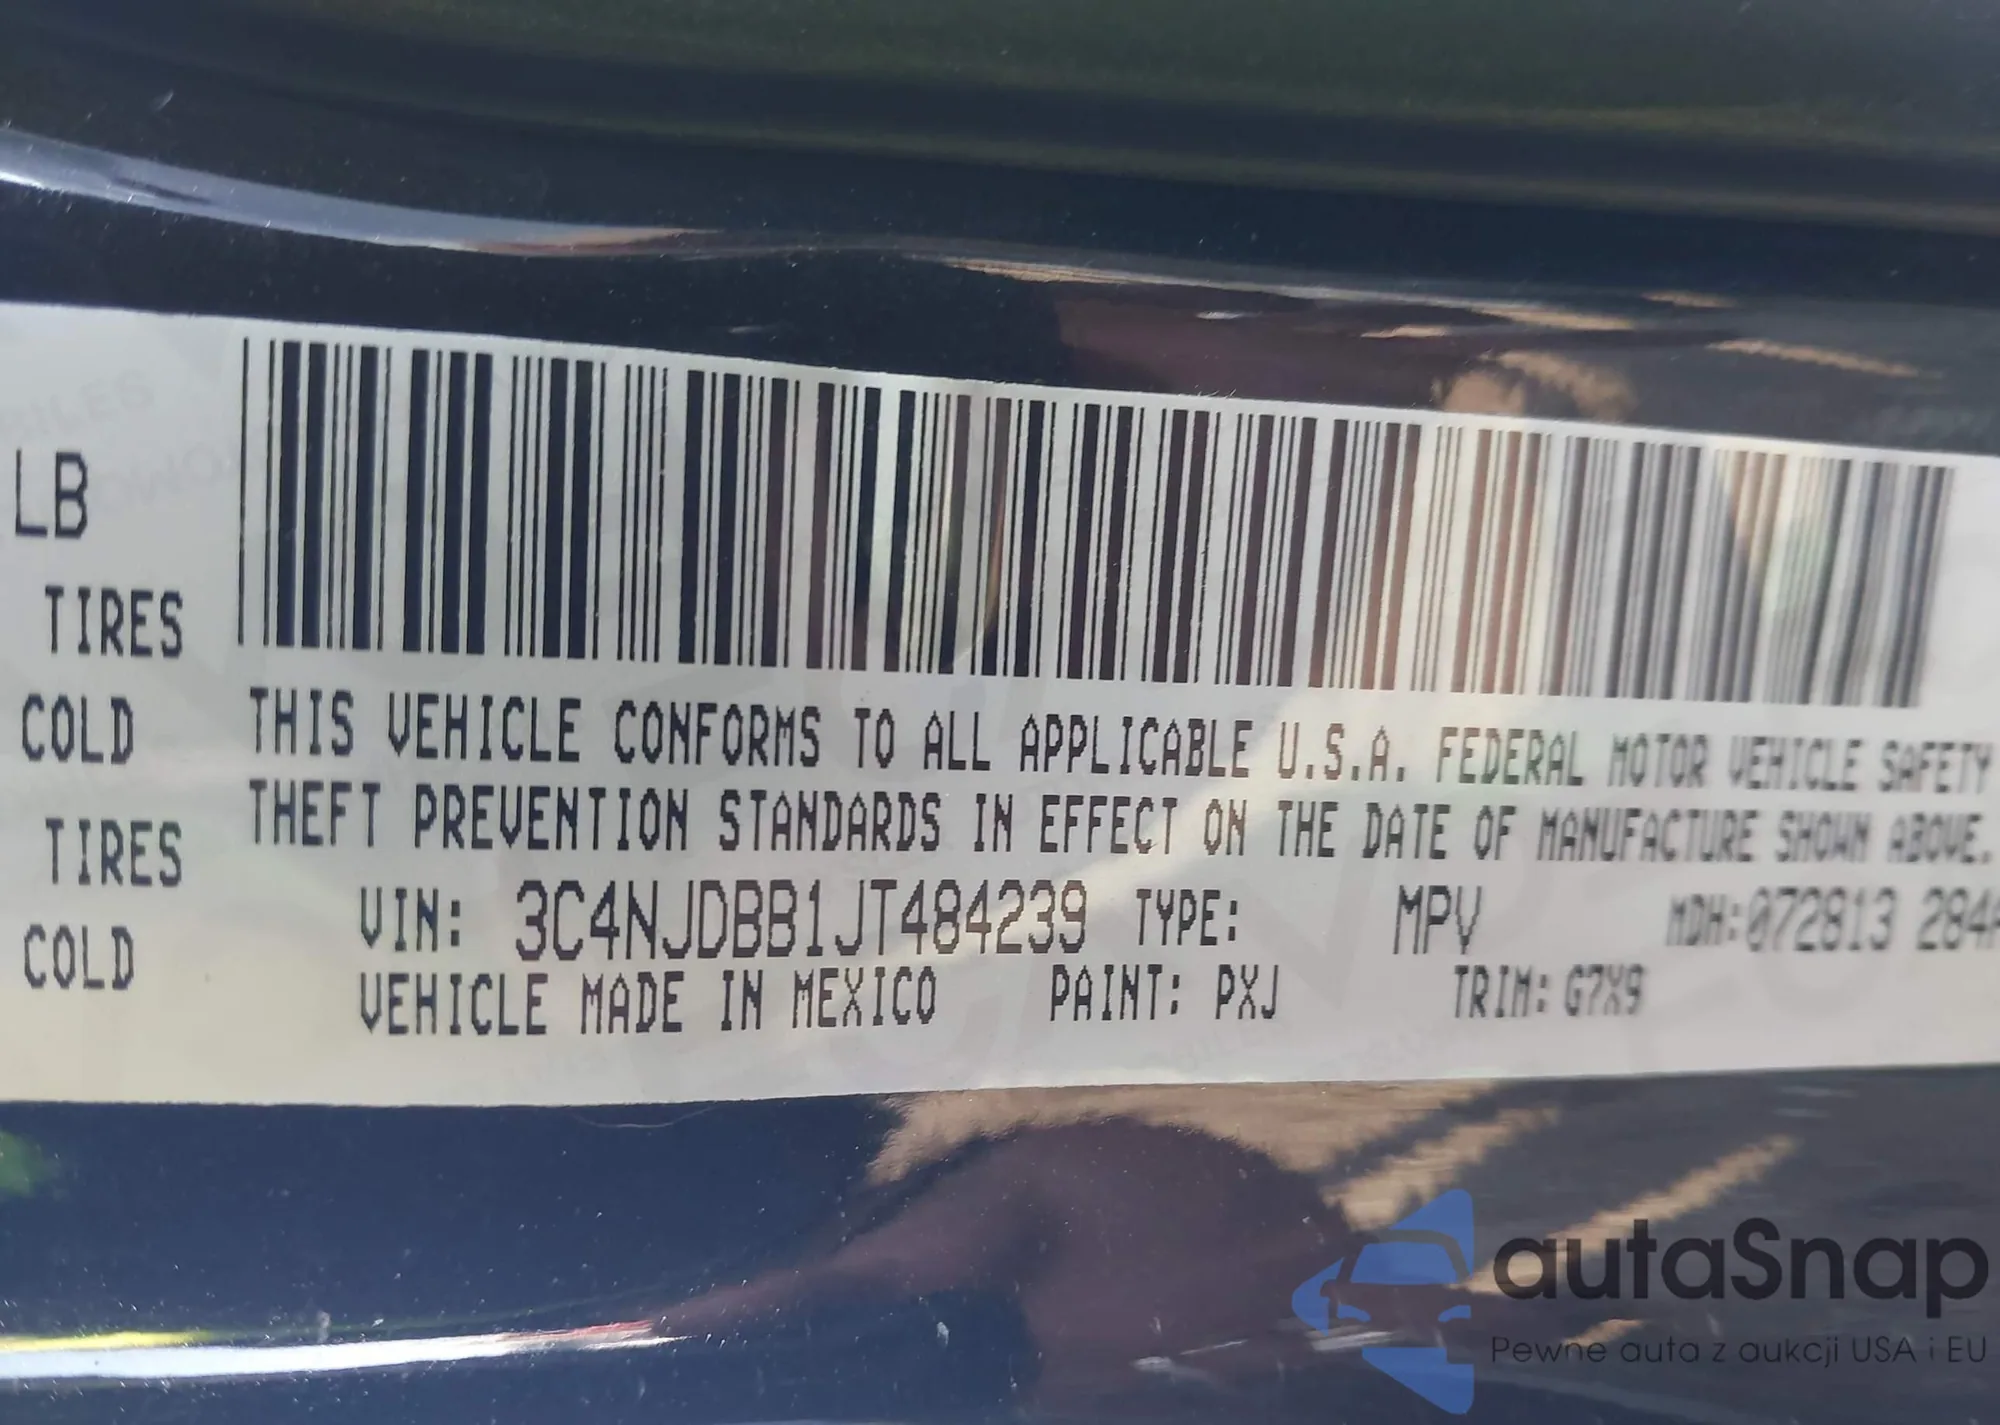 LB
TIRES
COLD
TIRES
COLD
THIS VEHICLE CONFORMS TO ALL APPLICABLE U.S.A. FEDERAL MOTOR VEHICLE SAFETY
THEFT PREVENTION STANDARDS IN EFFECT ON THE DATE OF MANUFACTURE SHOWN ABOVE.
VIN: 3C4NJDBB1JT484239 TYPE: MPV MDH:072813 284
VEHICLE MADE IN MEXICO PAINT: PXJ TRIM: G7X9
autaSnap
Pewne auta z aukcji USA i EU